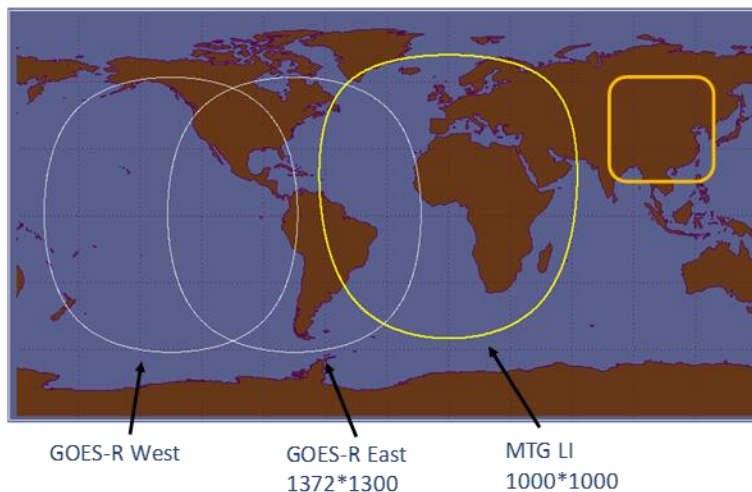 GOES-R West
GOES-R East
1372*1300
MTG LI
1000*1000